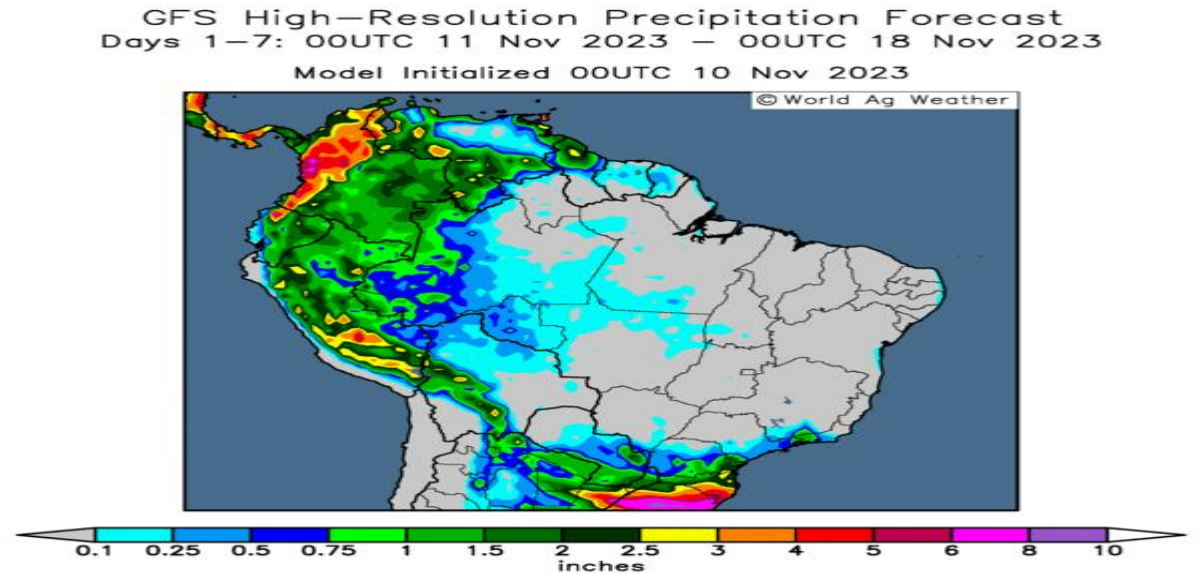 GFS High-Resolution Precipitation Forecast
Days 1-7: 00UTC 11 Nov 2023 - 00UTC 18 Nov 2023
Model Initialized 00UTC 10 Nov 2023
© World Ag Weather
0.1 0.25 0.5 0.75 1 1.5 2 2.5 3 4 5 6 8 10
inches